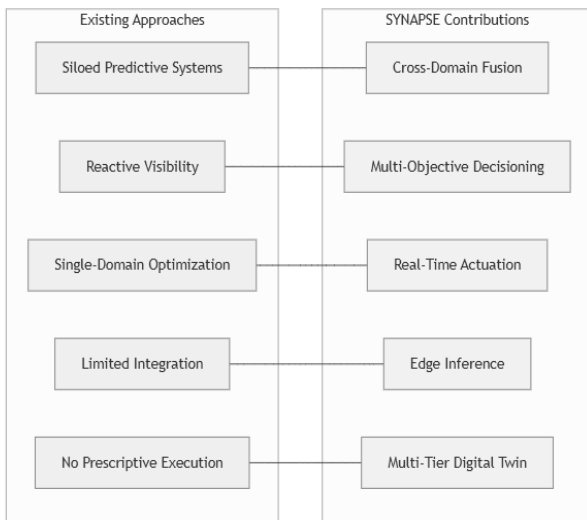 Existing Approaches
SYNAPSE Contributions
Siloed Predictive Systems
Cross-Domain Fusion
Reactive Visibility
Multi-Objective Decisioning
Single-Domain Optimization
Real-Time Actuation
Limited Integration
Edge Inference
No Prescriptive Execution
Multi-Tier Digital Twin